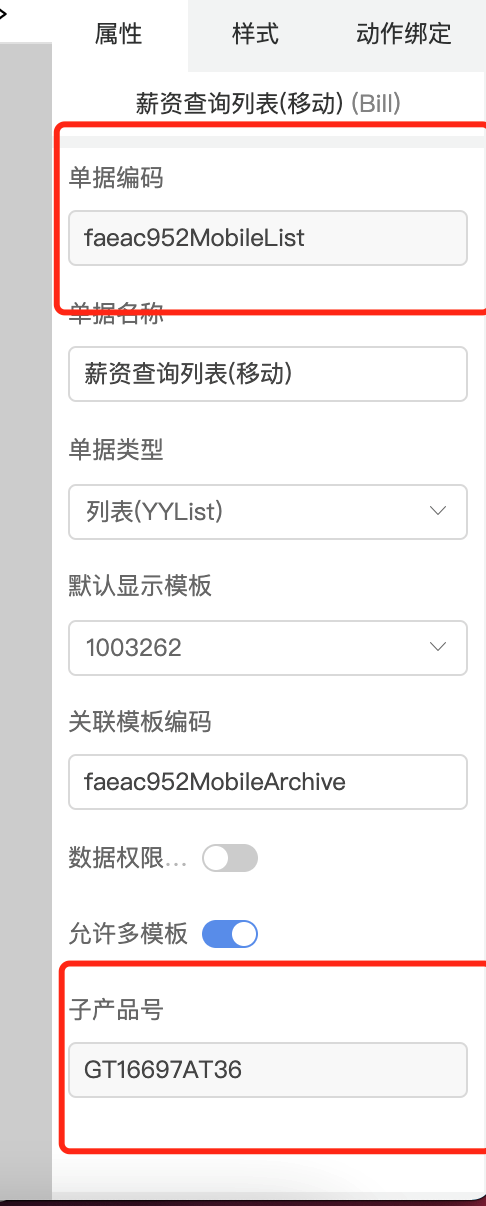 属性 样式 动作绑定
薪资查询列表(移动) (Bill)
单据编码
faeac952MobileList
单据名称
薪资查询列表(移动)
单据类型
列表(YYList)
默认显示模板
1003262
关联模板编码
faeac952MobileArchive
数据权限...
允许多模板
子产品号
GT16697AT36